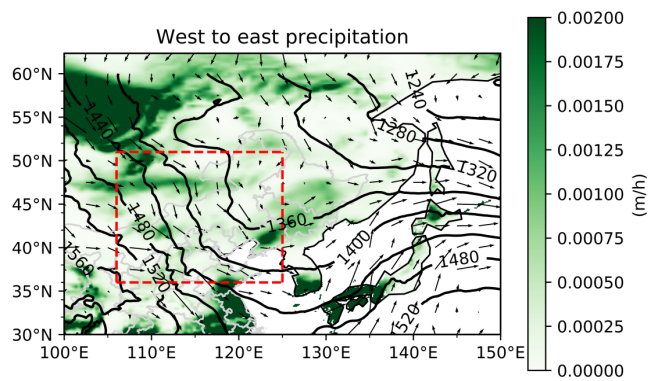 West to east precipitation
60°N
55°N
50°N
45°N
40°N
35°N
30°N
100°E
110°E
120°E
130°E
140°E
150°E
1440
1480
1560
1520
1360
1400
1240
1280
1320
1480
1520
0.00200
0.00175
0.00150
0.00125
0.00100
0.00075
0.00050
0.00025
0.00000
(m/h)